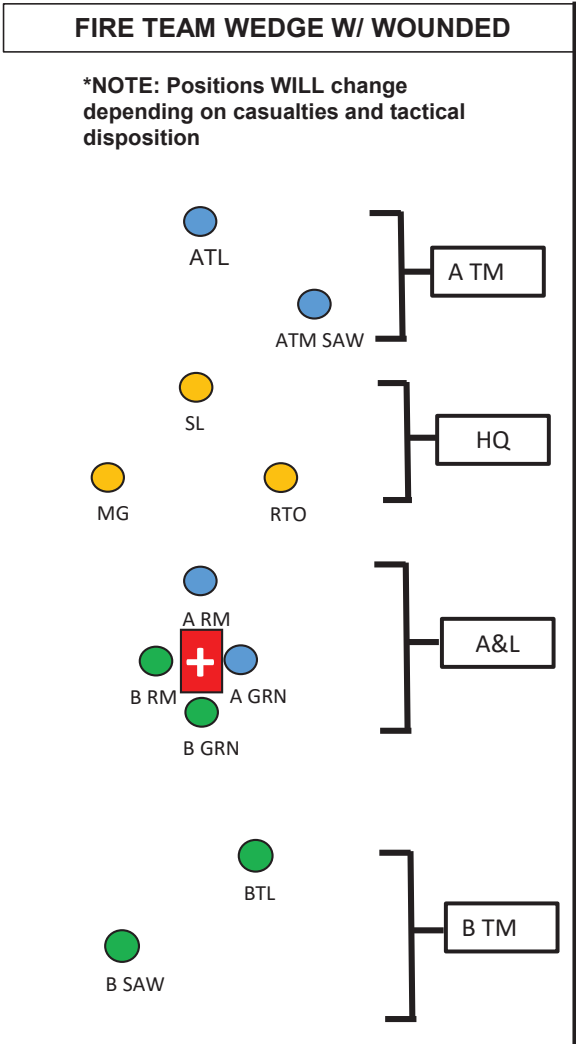 FIRE TEAM WEDGE W/ WOUNDED
*NOTE: Positions WILL change
depending on casualties and tactical
disposition
ATL
A TM
ATM SAW
SL
HQ
MG
RTO
A RM
A&L
B RM
A GRN
B GRN
BTL
B TM
B SAW